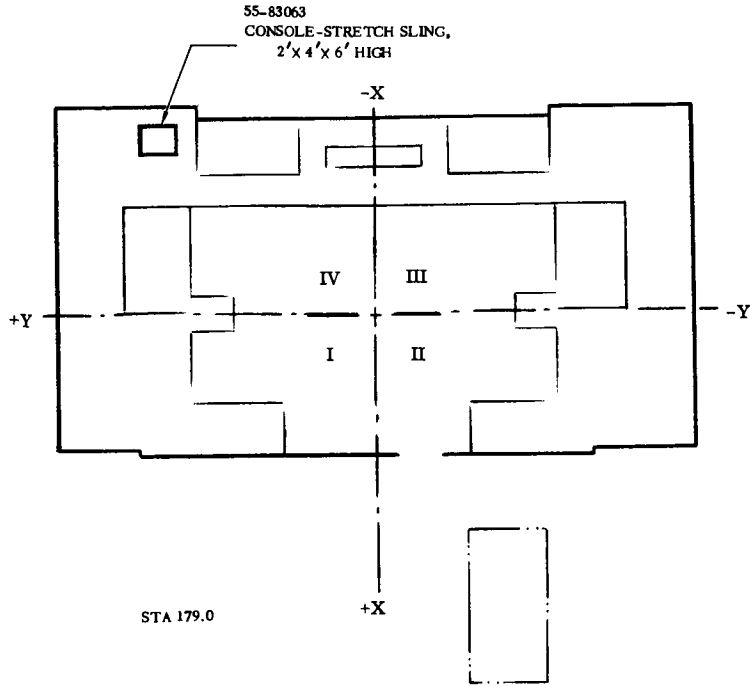 55-83063
CONSOLE-STRETCH SLING,
2'X 4'X 6' HIGH
-X
IV III
+Y -Y
I II
+X
STA 179.0